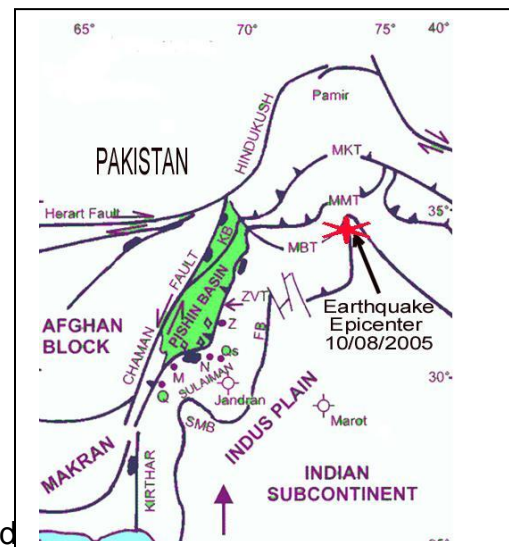 65° 70° 75° 40°
Pamir
HINDUKUSH
PAKISTAN
MKT
MMT
Herart Fault
35°
KB
MBT
CHAMAN FAULT
PISHIN BASIN
ZVT
Earthquake
Epicenter
10/08/2005
AFGHAN
BLOCK
Z
FB
Qs
N
M
SULAIMAN
30°
Q
Jandran
INDUS PLAIN
SMB
Marot
MAKRAN
KIRTHAR
INDIAN
SUBCONTINENT
d